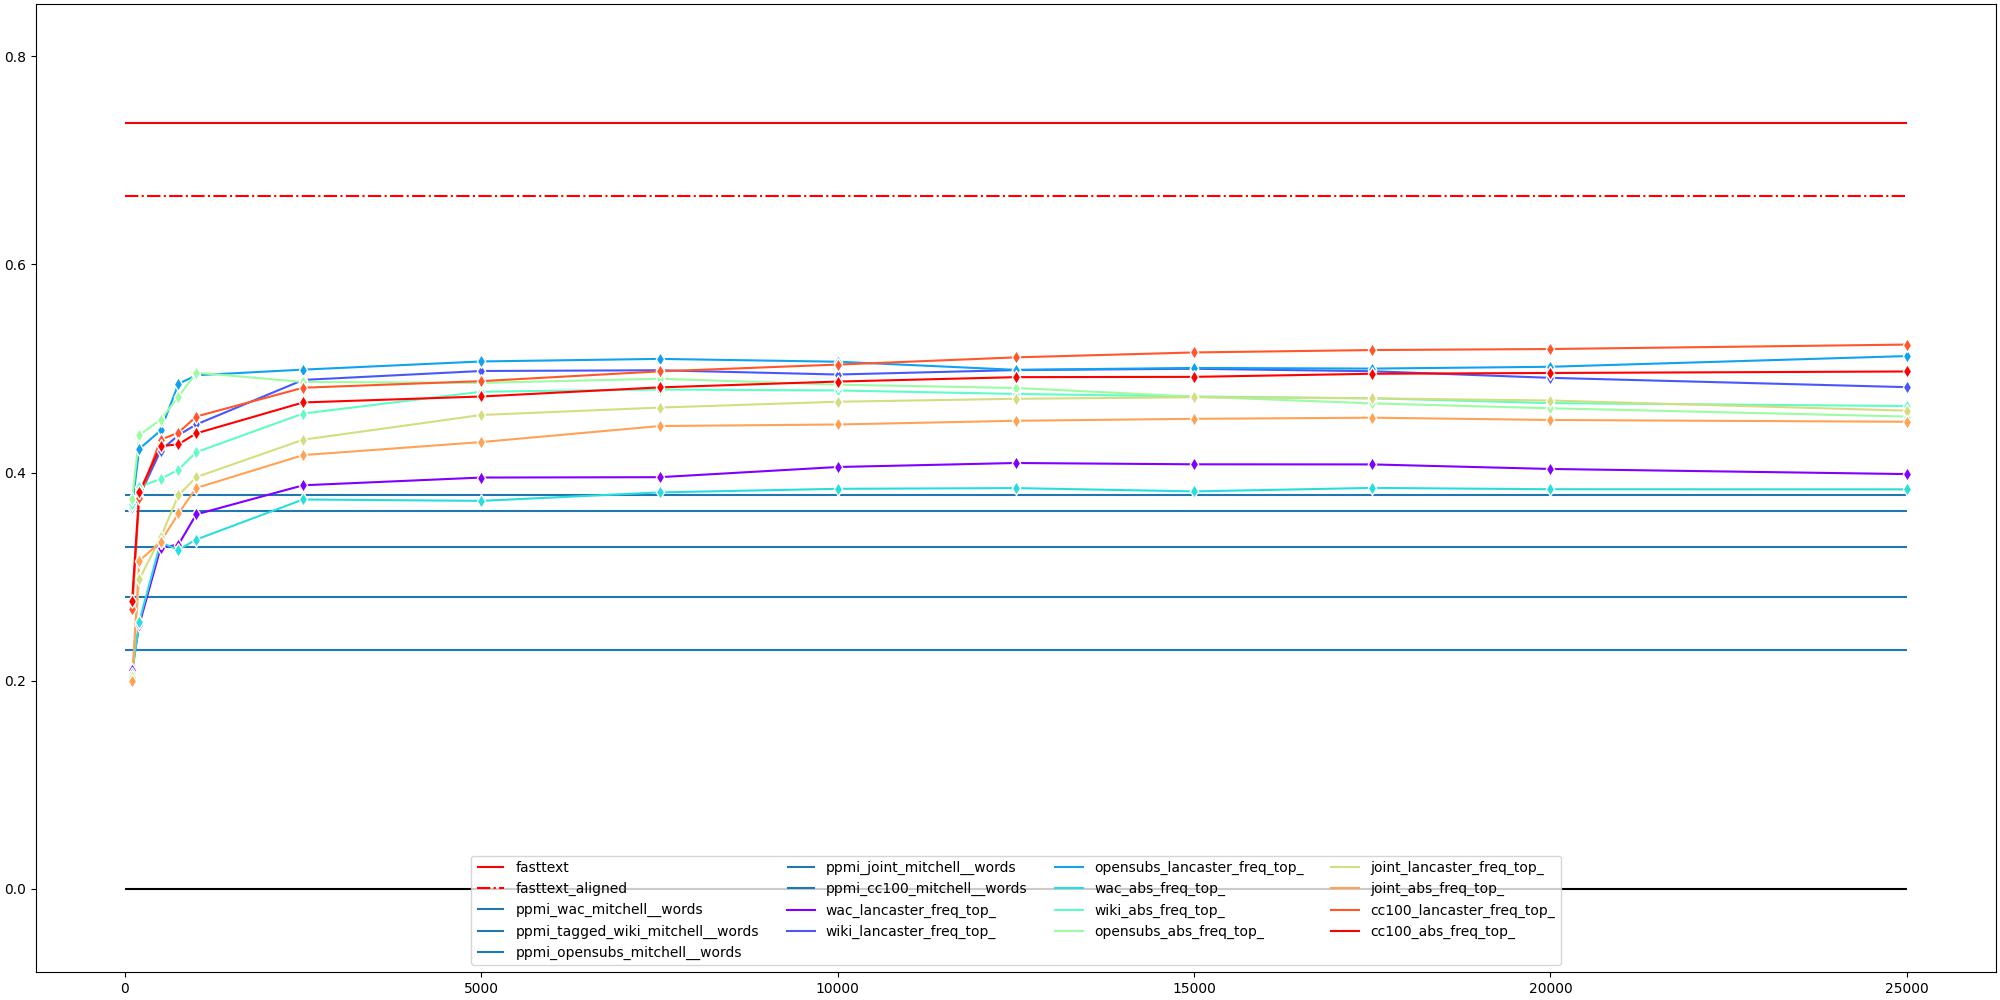 0.8
0.6
0.4
0.2
0.0
fasttext
fasttext_aligned
ppmi_wac_mitchell__words
ppmi_tagged_wiki_mitchell__words
ppmi_opensubs_mitchell__words
ppmi_joint_mitchell__words
ppmi_cc100_mitchell__words
wac_lancaster_freq_top_
wiki_lancaster_freq_top_
opensubs_lancaster_freq_top_
wac_abs_freq_top_
wiki_abs_freq_top_
opensubs_abs_freq_top_
joint_lancaster_freq_top_
joint_abs_freq_top_
cc100_lancaster_freq_top_
cc100_abs_freq_top_
0 5000 10000 15000 20000 25000